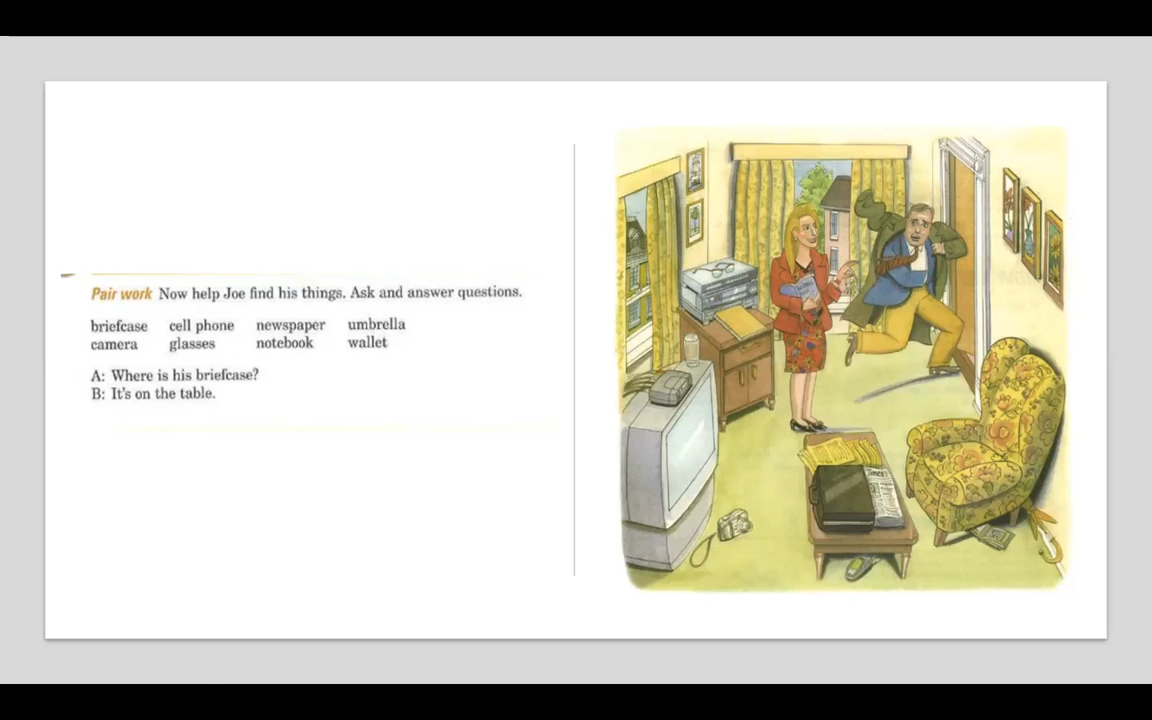 Pair work Now help Joe find his things. Ask and answer questions.
briefcase cell phone newspaper umbrella
camera glasses notebook wallet
A: Where is his briefcase?
B: It's on the table.
Times